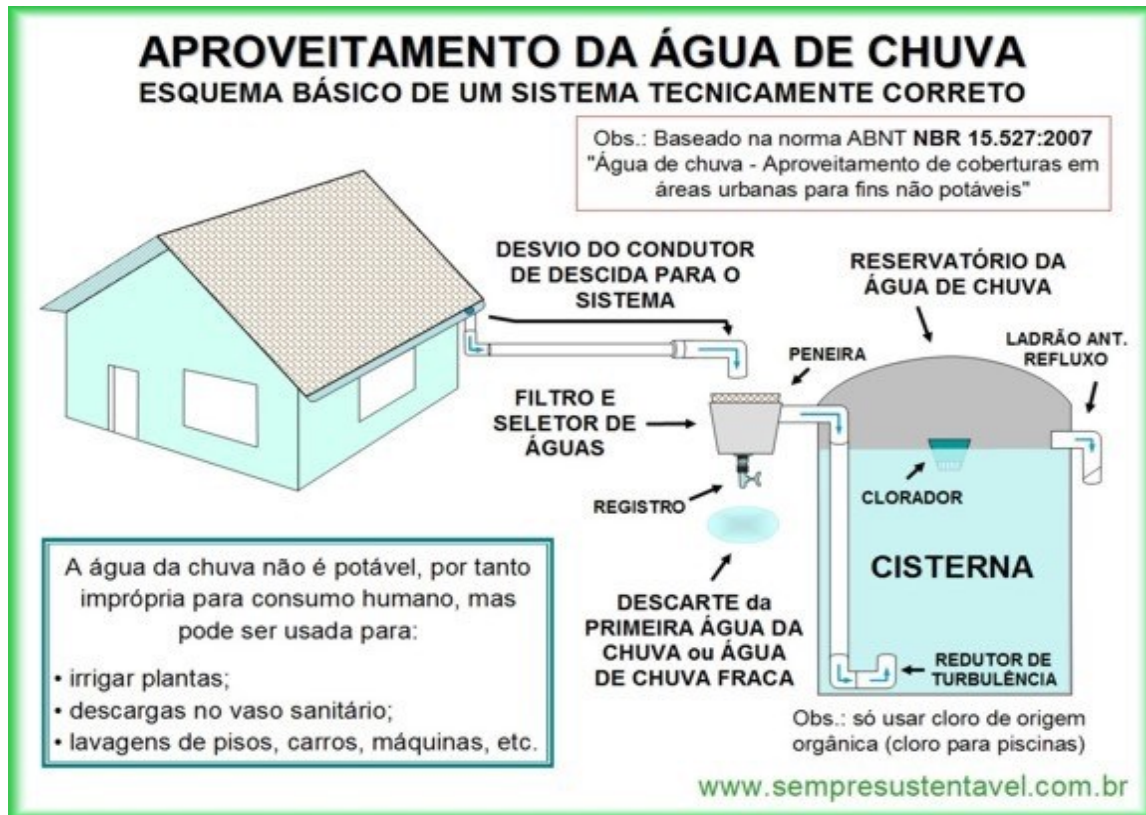 APROVEITAMENTO DA ÁGUA DE CHUVA
ESQUEMA BÁSICO DE UM SISTEMA TECNICAMENTE CORRETO
Obs.: Baseado na norma ABNT NBR 15.527:2007
"Água de chuva - Aproveitamento de coberturas em
áreas urbanas para fins não potáveis"
DESVIO DO CONDUTOR
DE DESCIDA PARA O
SISTEMA
RESERVATÓRIO DA
ÁGUA DE CHUVA
LADRÃO ANT.
REFLUXO
PENEIRA
FILTRO E
SELETOR DE
ÁGUAS
REGISTRO
CLORADOR
CISTERNA
DESCARTE da
PRIMEIRA ÁGUA DA
CHUVA ou ÁGUA
DE CHUVA FRACA
REDUTOR DE
TURBULÊNCIA
A água da chuva não é potável, por tanto
imprópria para consumo humano, mas
pode ser usada para:
• irrigar plantas;
• descargas no vaso sanitário;
• lavagens de pisos, carros, máquinas, etc.
Obs.: só usar cloro de origem
orgânica (cloro para piscinas)
www.sempresustentavel.com.br